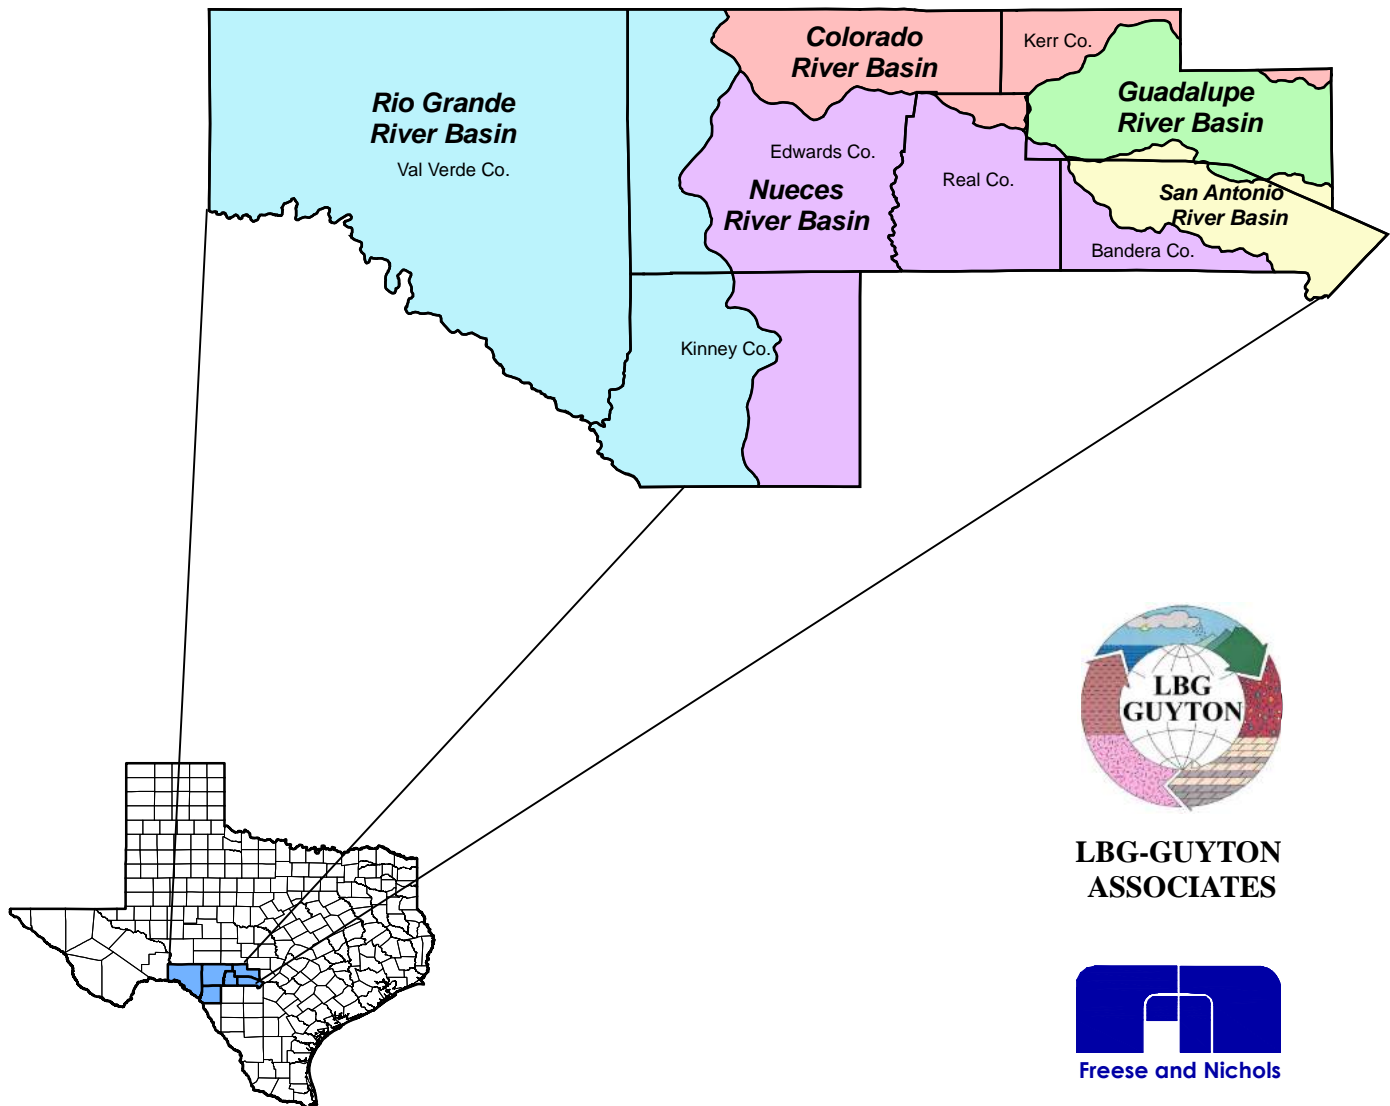 Colorado
River Basin
Kerr Co.
Rio Grande
River Basin
Val Verde Co.
Guadalupe
River Basin
Edwards Co.
Nueces
River Basin
Real Co.
San Antonio
River Basin
Bandera Co.
Kinney Co.
LBG
GUYTON
LBG-GUYTON
ASSOCIATES
Freese and Nichols